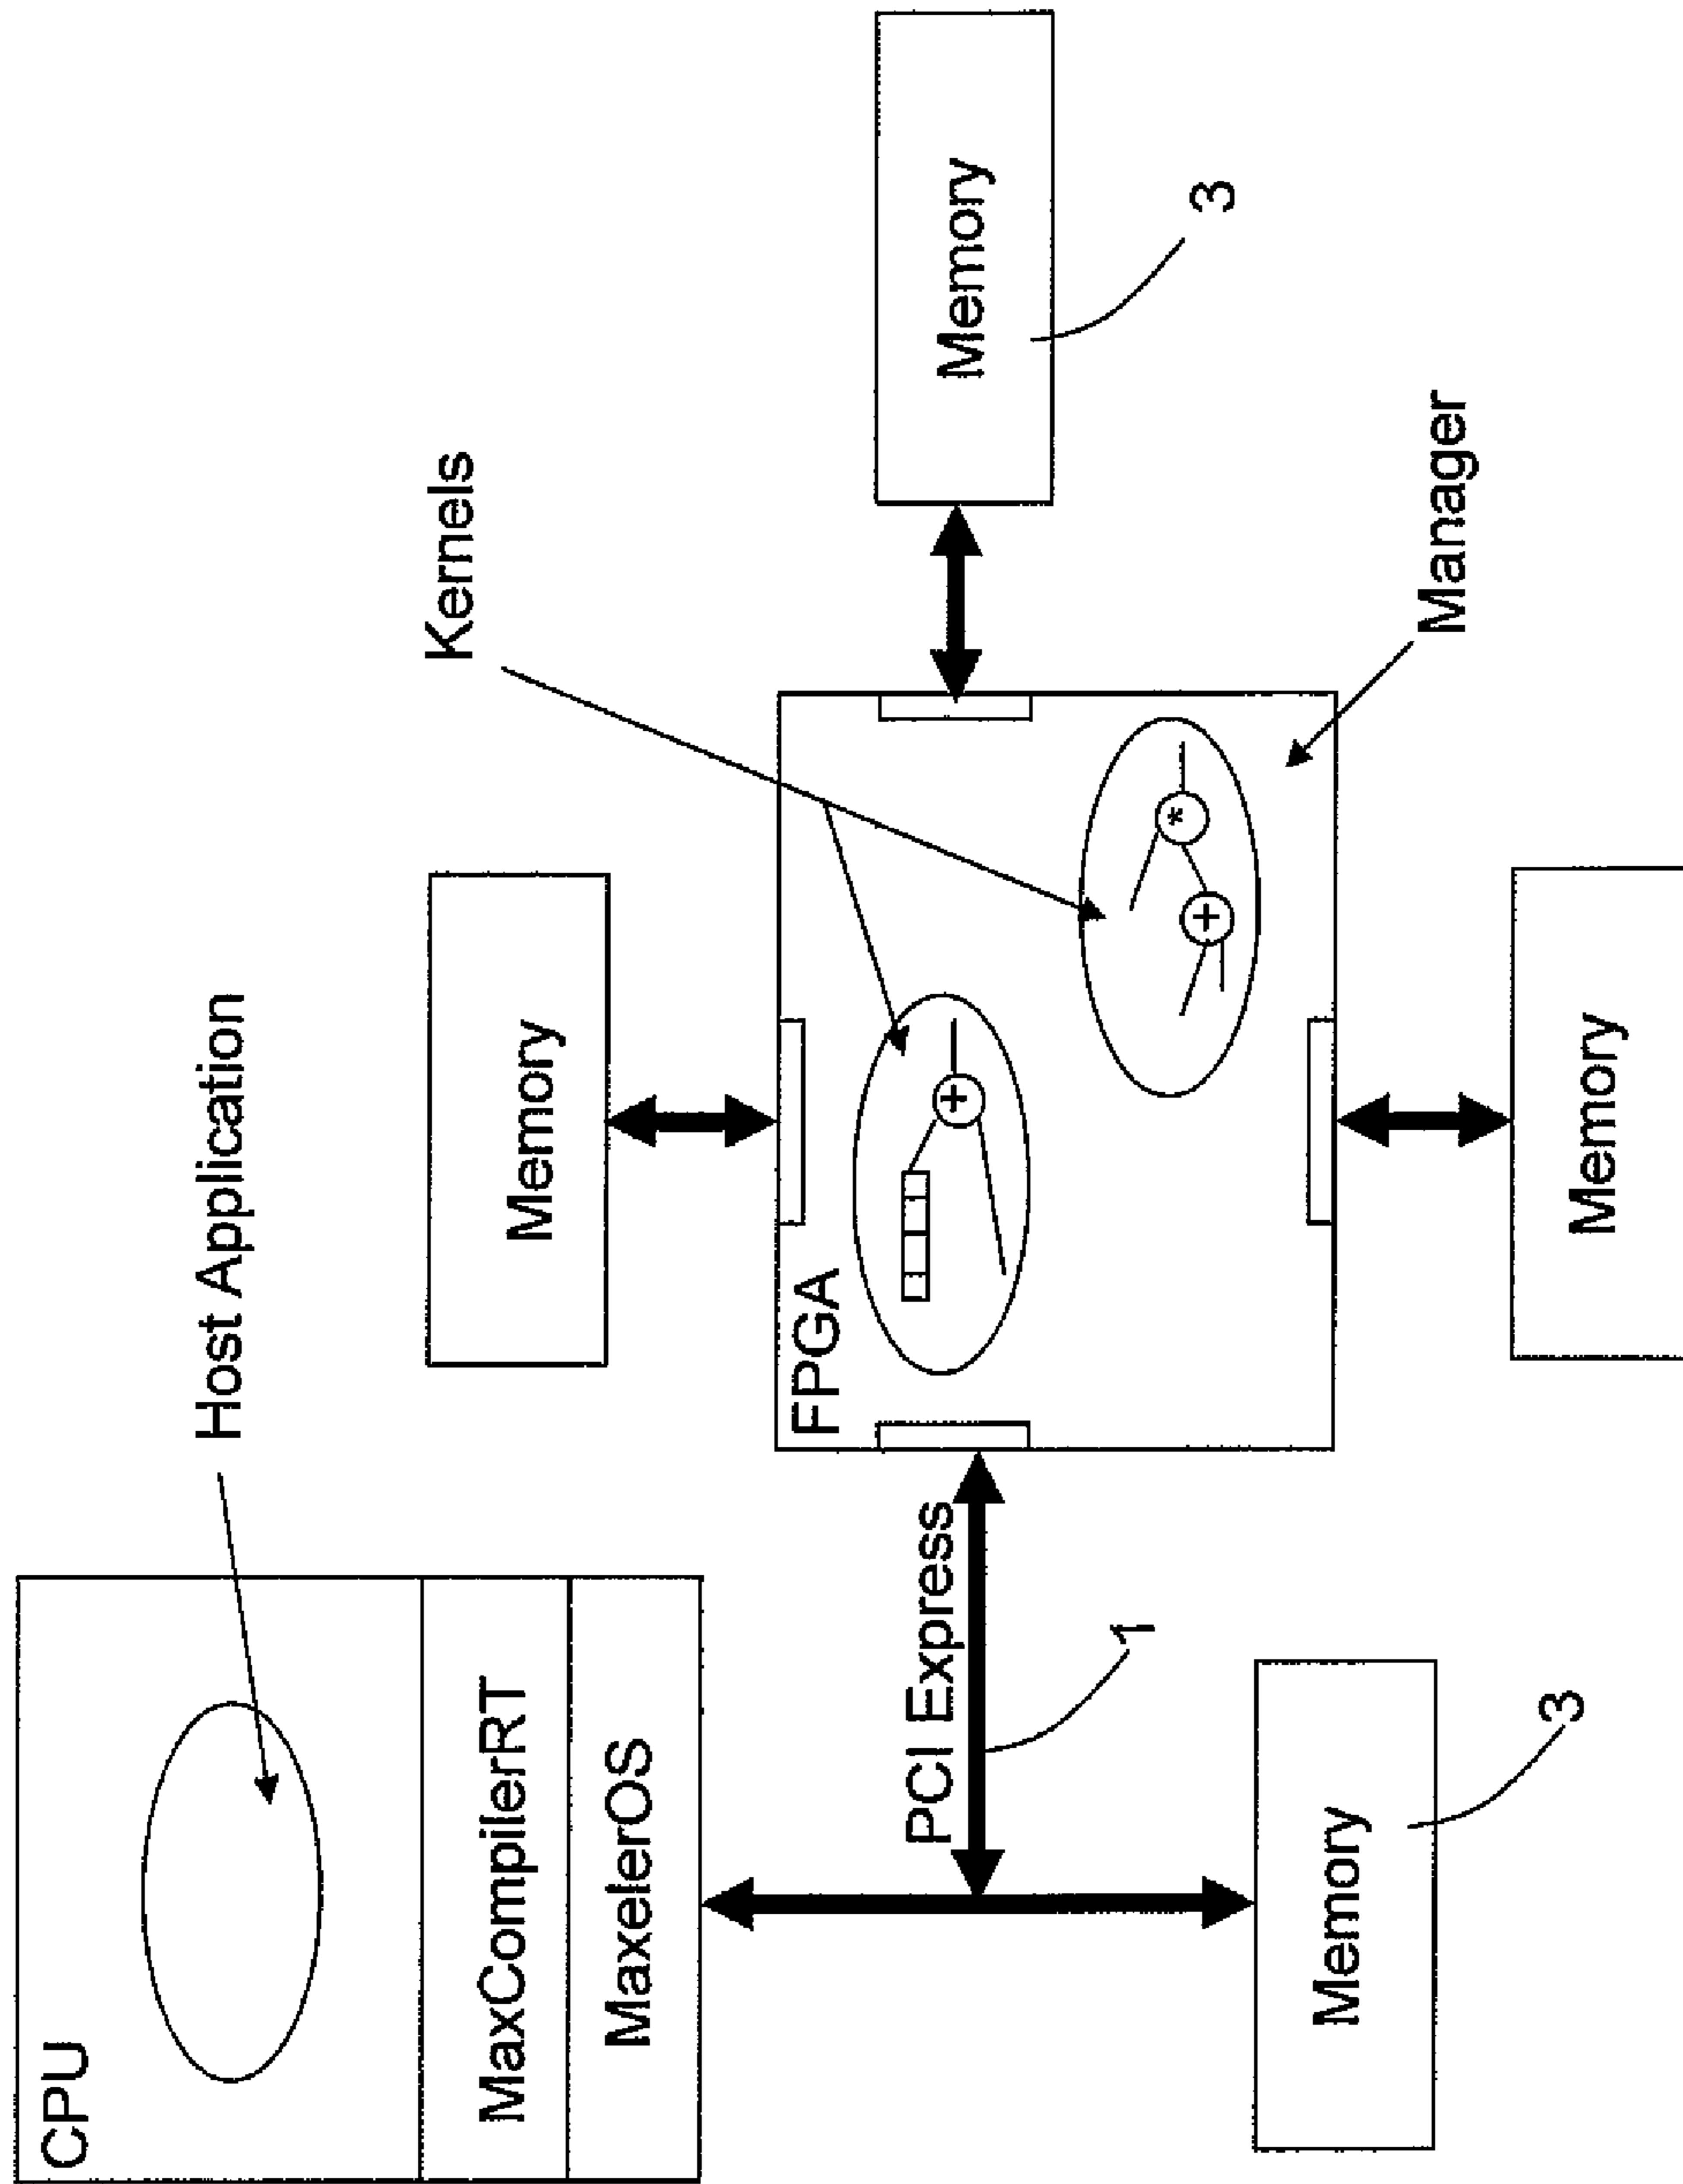 CPU
Host Application
MaxCompilerRT
MaxelerOS
PCI Express
1
Memory
3
Memory
FPGA
+
+
*
Kernels
Manager
Memory
Memory
3